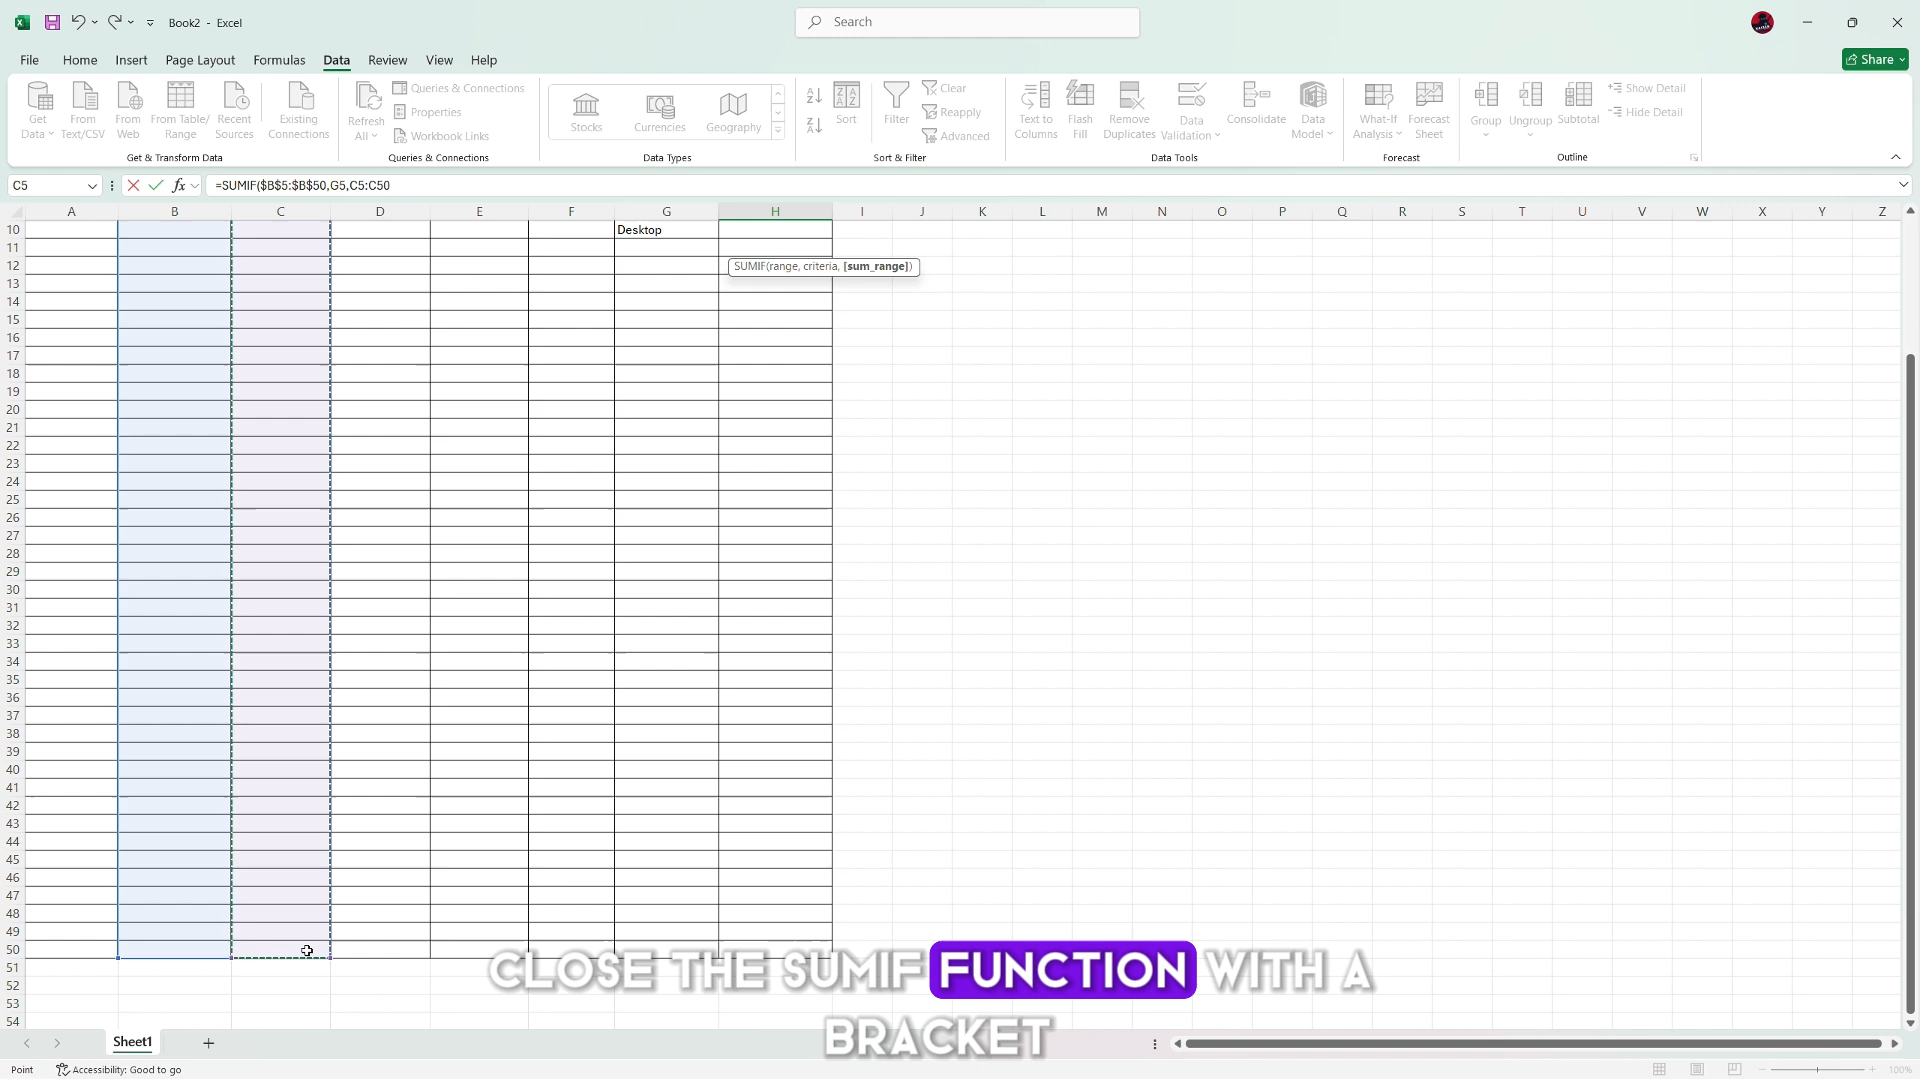 Book2 - Excel
Search
File Home Insert Page Layout Formulas Data Review View Help
Share
Get Data
From Text/CSV
From Web
From Table/ Range
Recent Sources
Existing Connections
Get & Transform Data
Refresh All
Queries & Connections
Properties
Workbook Links
Queries & Connections
Stocks
Currencies
Geography
Data Types
Sort
Filter
Clear
Reapply
Advanced
Sort & Filter
Text to Columns
Flash Fill
Remove Duplicates
Data Validation
Consolidate
Data Model
Data Tools
What-If Analysis
Forecast Sheet
Forecast
Group
Ungroup
Subtotal
Show Detail
Hide Detail
Outline
C5 fx =SUMIF($B$5:$B$50,G5,C5:C50
A B C D E F G H I J K L M N O P Q R S T U V W X Y Z
10 Desktop
11
12 SUMIF(range, criteria, [sum_range])
13
14
15
16
17
18
19
20
21
22
23
24
25
26
27
28
29
30
31
32
33
34
35
36
37
38
39
40
41
42
43
44
45
46
47
48
49
50
51
52
53
54
CLOSE THE SUMIF FUNCTION WITH A
BRACKET
Sheet1
Point Accessibility: Good to go 100%